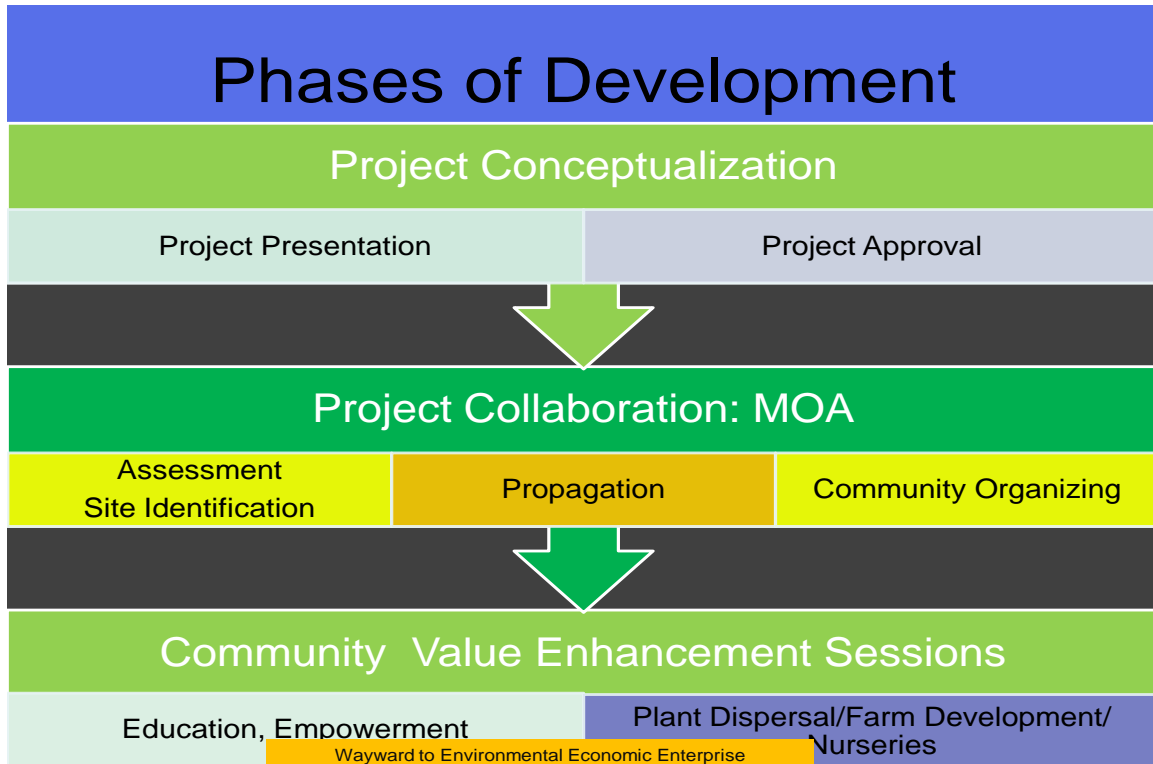 Phases of Development
Project Conceptualization
Project Presentation
Project Approval
Project Collaboration: MOA
Assessment
Site Identification
Propagation
Community Organizing
Community Value Enhancement Sessions
Education, Empowerment
Plant Dispersal/Farm Development/
Nurseries
Wayward to Environmental Economic Enterprise